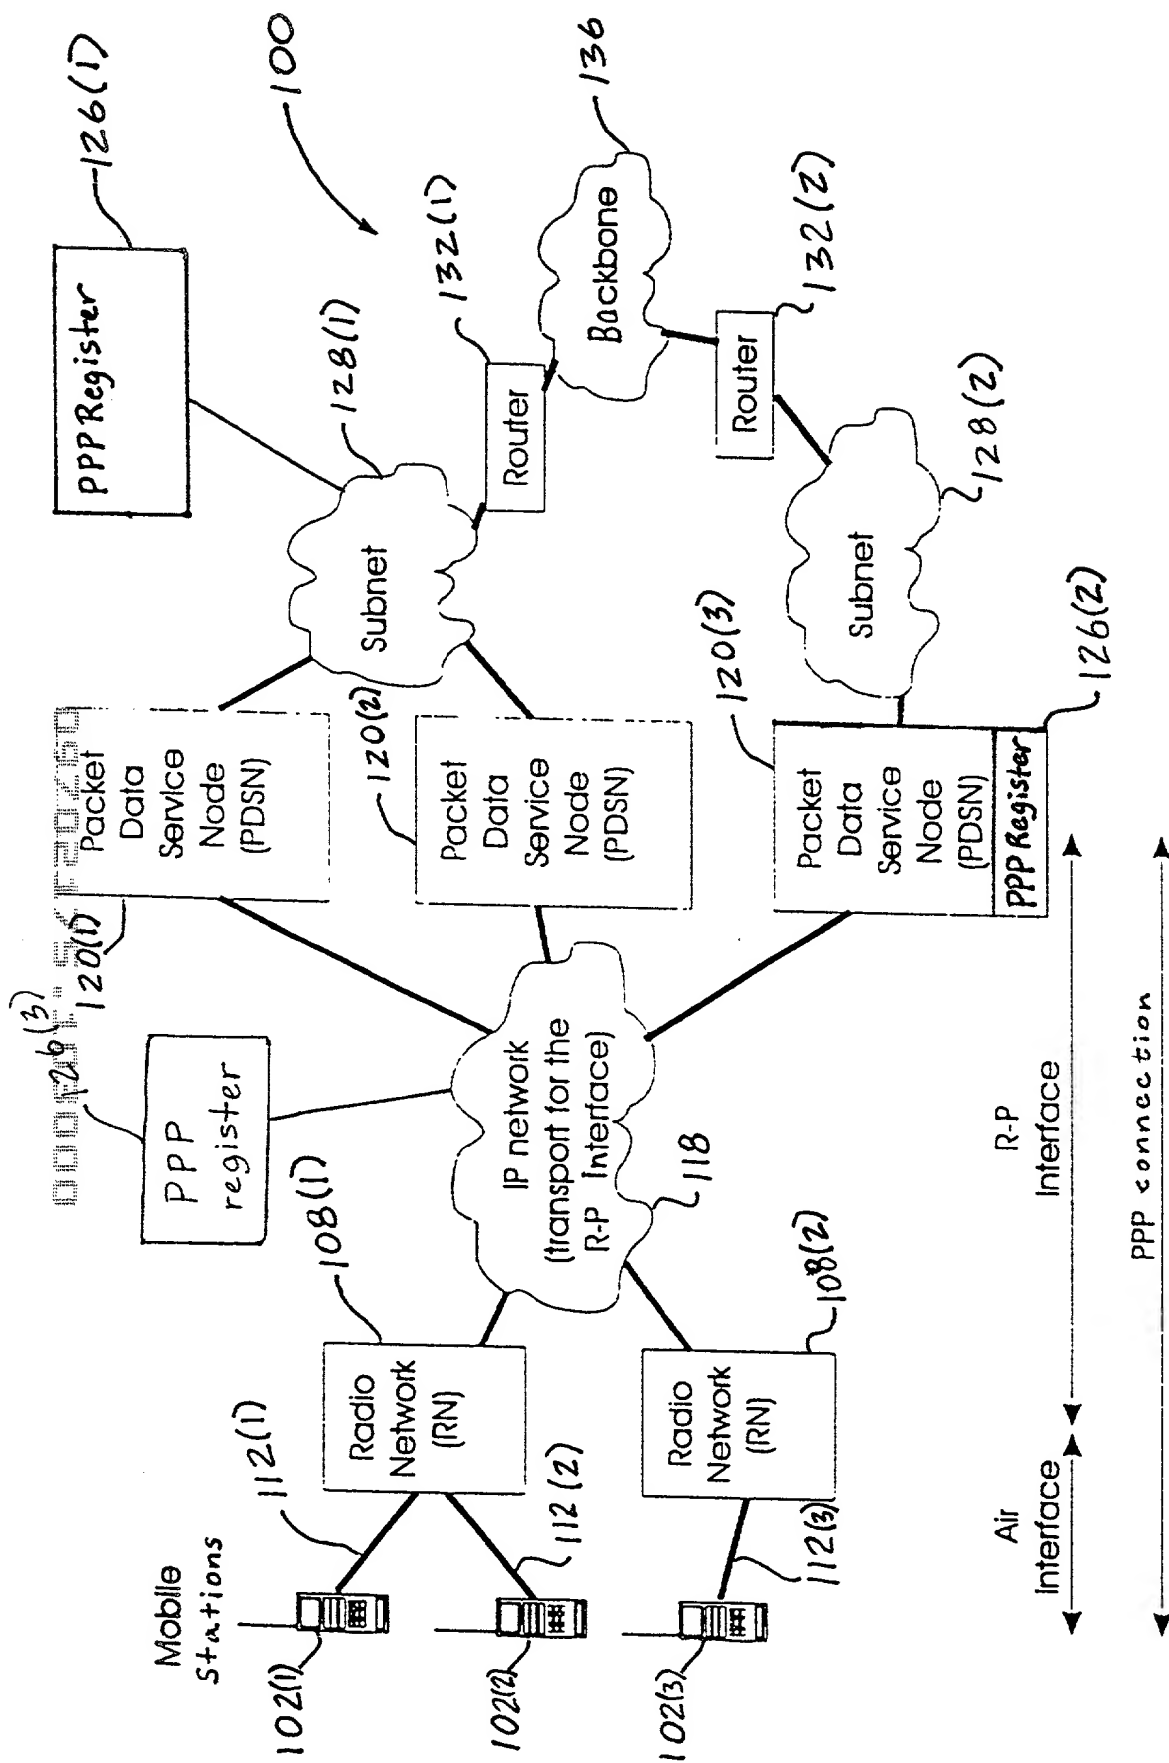 Mobile
Stations
102(1)
102(2)
102(3)
112(1)
112(2)
112(3)
Radio
Network
(RN)
108(1)
Radio
Network
(RN)
108(2)
PPP
register
126(3)
IP network
(transport for the
R-P Interface)
118
120(1)
Packet
Data
Service
Node
(PDSN)
120(2)
Packet
Data
Service
Node
(PDSN)
120(3)
Packet
Data
Service
Node
(PDSN)
PPP Register
126(2)
Subnet
128(1)
PPP Register
126(1)
100
Router
132(1)
Backbone
136
Router
132(2)
Subnet
128(2)
Air
Interface
R-P
Interface
PPP connection